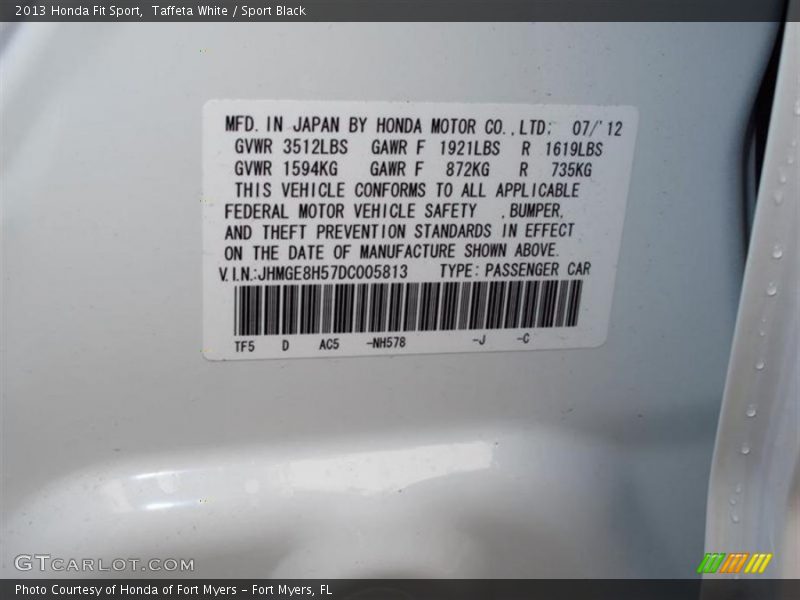 2013 Honda Fit Sport,  Taffeta White / Sport Black
MFD. IN JAPAN BY HONDA MOTOR CO.,LTD; 07/'12
GVWR 3512LBS GAWR F 1921LBS R 1619LBS
GVWR 1594KG GAWR F 872KG R 735KG
THIS VEHICLE CONFORMS TO ALL APPLICABLE
FEDERAL MOTOR VEHICLE SAFETY ,BUMPER,
AND THEFT PREVENTION STANDARDS IN EFFECT
ON THE DATE OF MANUFACTURE SHOWN ABOVE.
V.I.N.:JHMGE8H57DC005813 TYPE: PASSENGER CAR
TF5 D AC5 -NH578 -J -C
GTCARLOT.COM
Photo Courtesy of Honda of Fort Myers – Fort Myers, FL